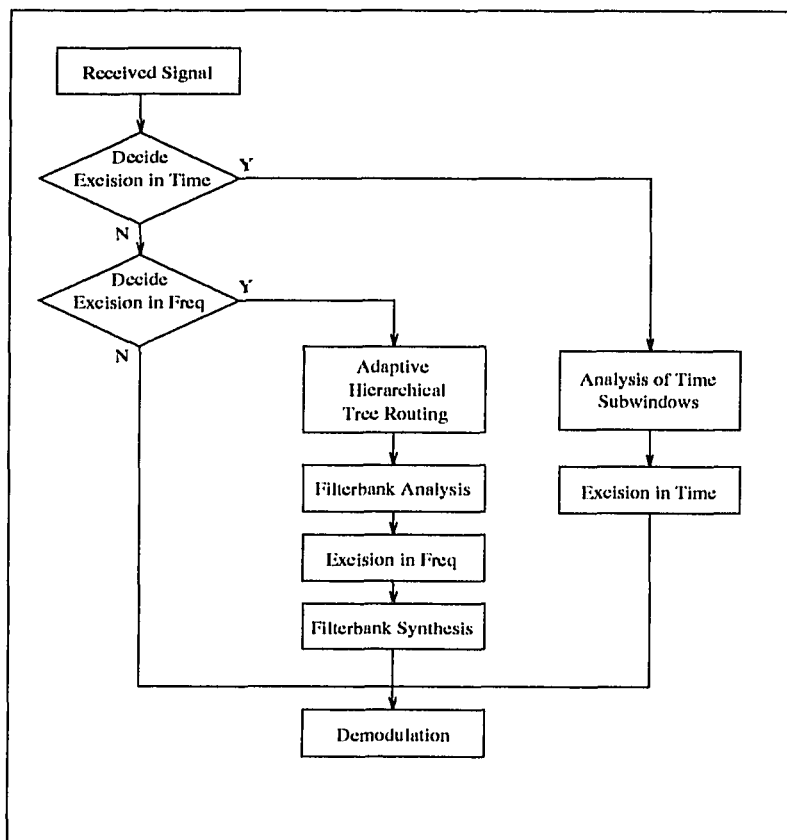 Received Signal
Decide
Excision in Time
Y
N
Decide
Excision in Freq
Y
N
Adaptive
Hierarchical
Tree Routing
Analysis of Time
Subwindows
Filterbank Analysis
Excision in Time
Excision in Freq
Filterbank Synthesis
Demodulation